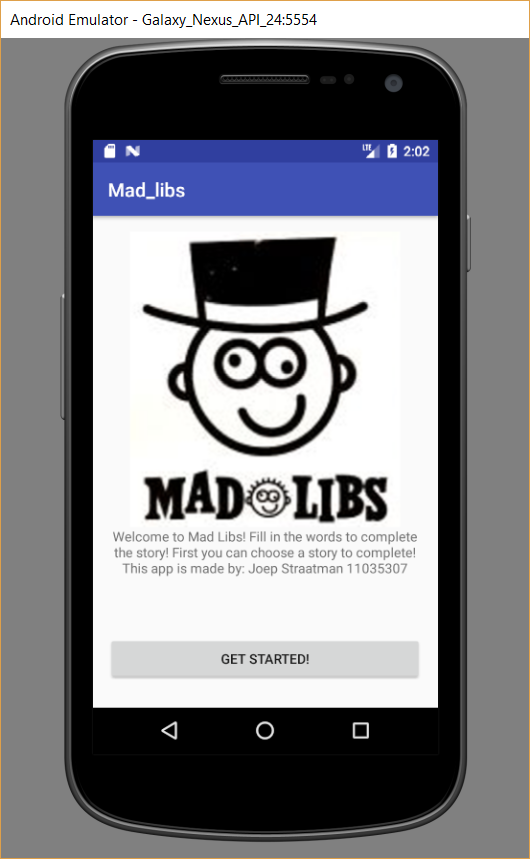 Android Emulator - Galaxy_Nexus_API_24:5554
LTE 2:02
Mad_libs
MAD LIBS
Welcome to Mad Libs! Fill in the words to complete
the story! First you can choose a story to complete!
This app is made by: Joep Straatman 11035307
GET STARTED!